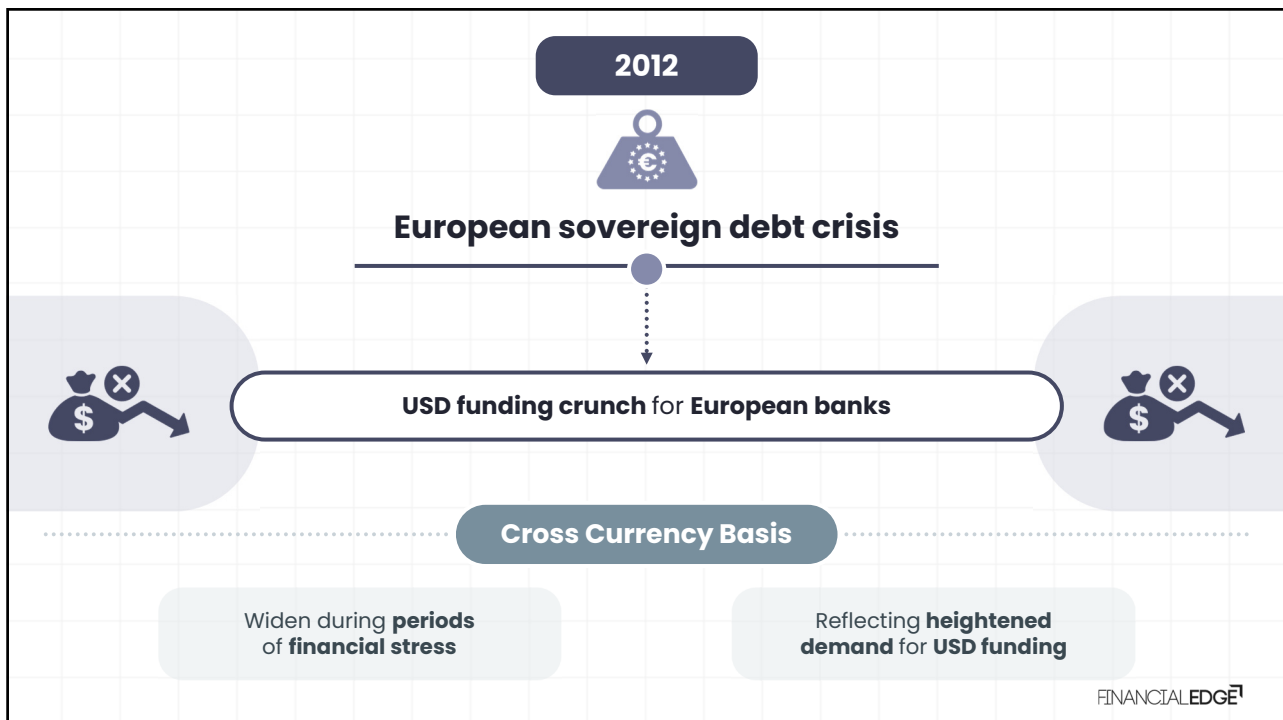 2012
€
European sovereign debt crisis
$
$
USD funding crunch for European banks
Cross Currency Basis
Widen during periods
of financial stress
Reflecting heightened
demand for USD funding
FINANCIALEDGE